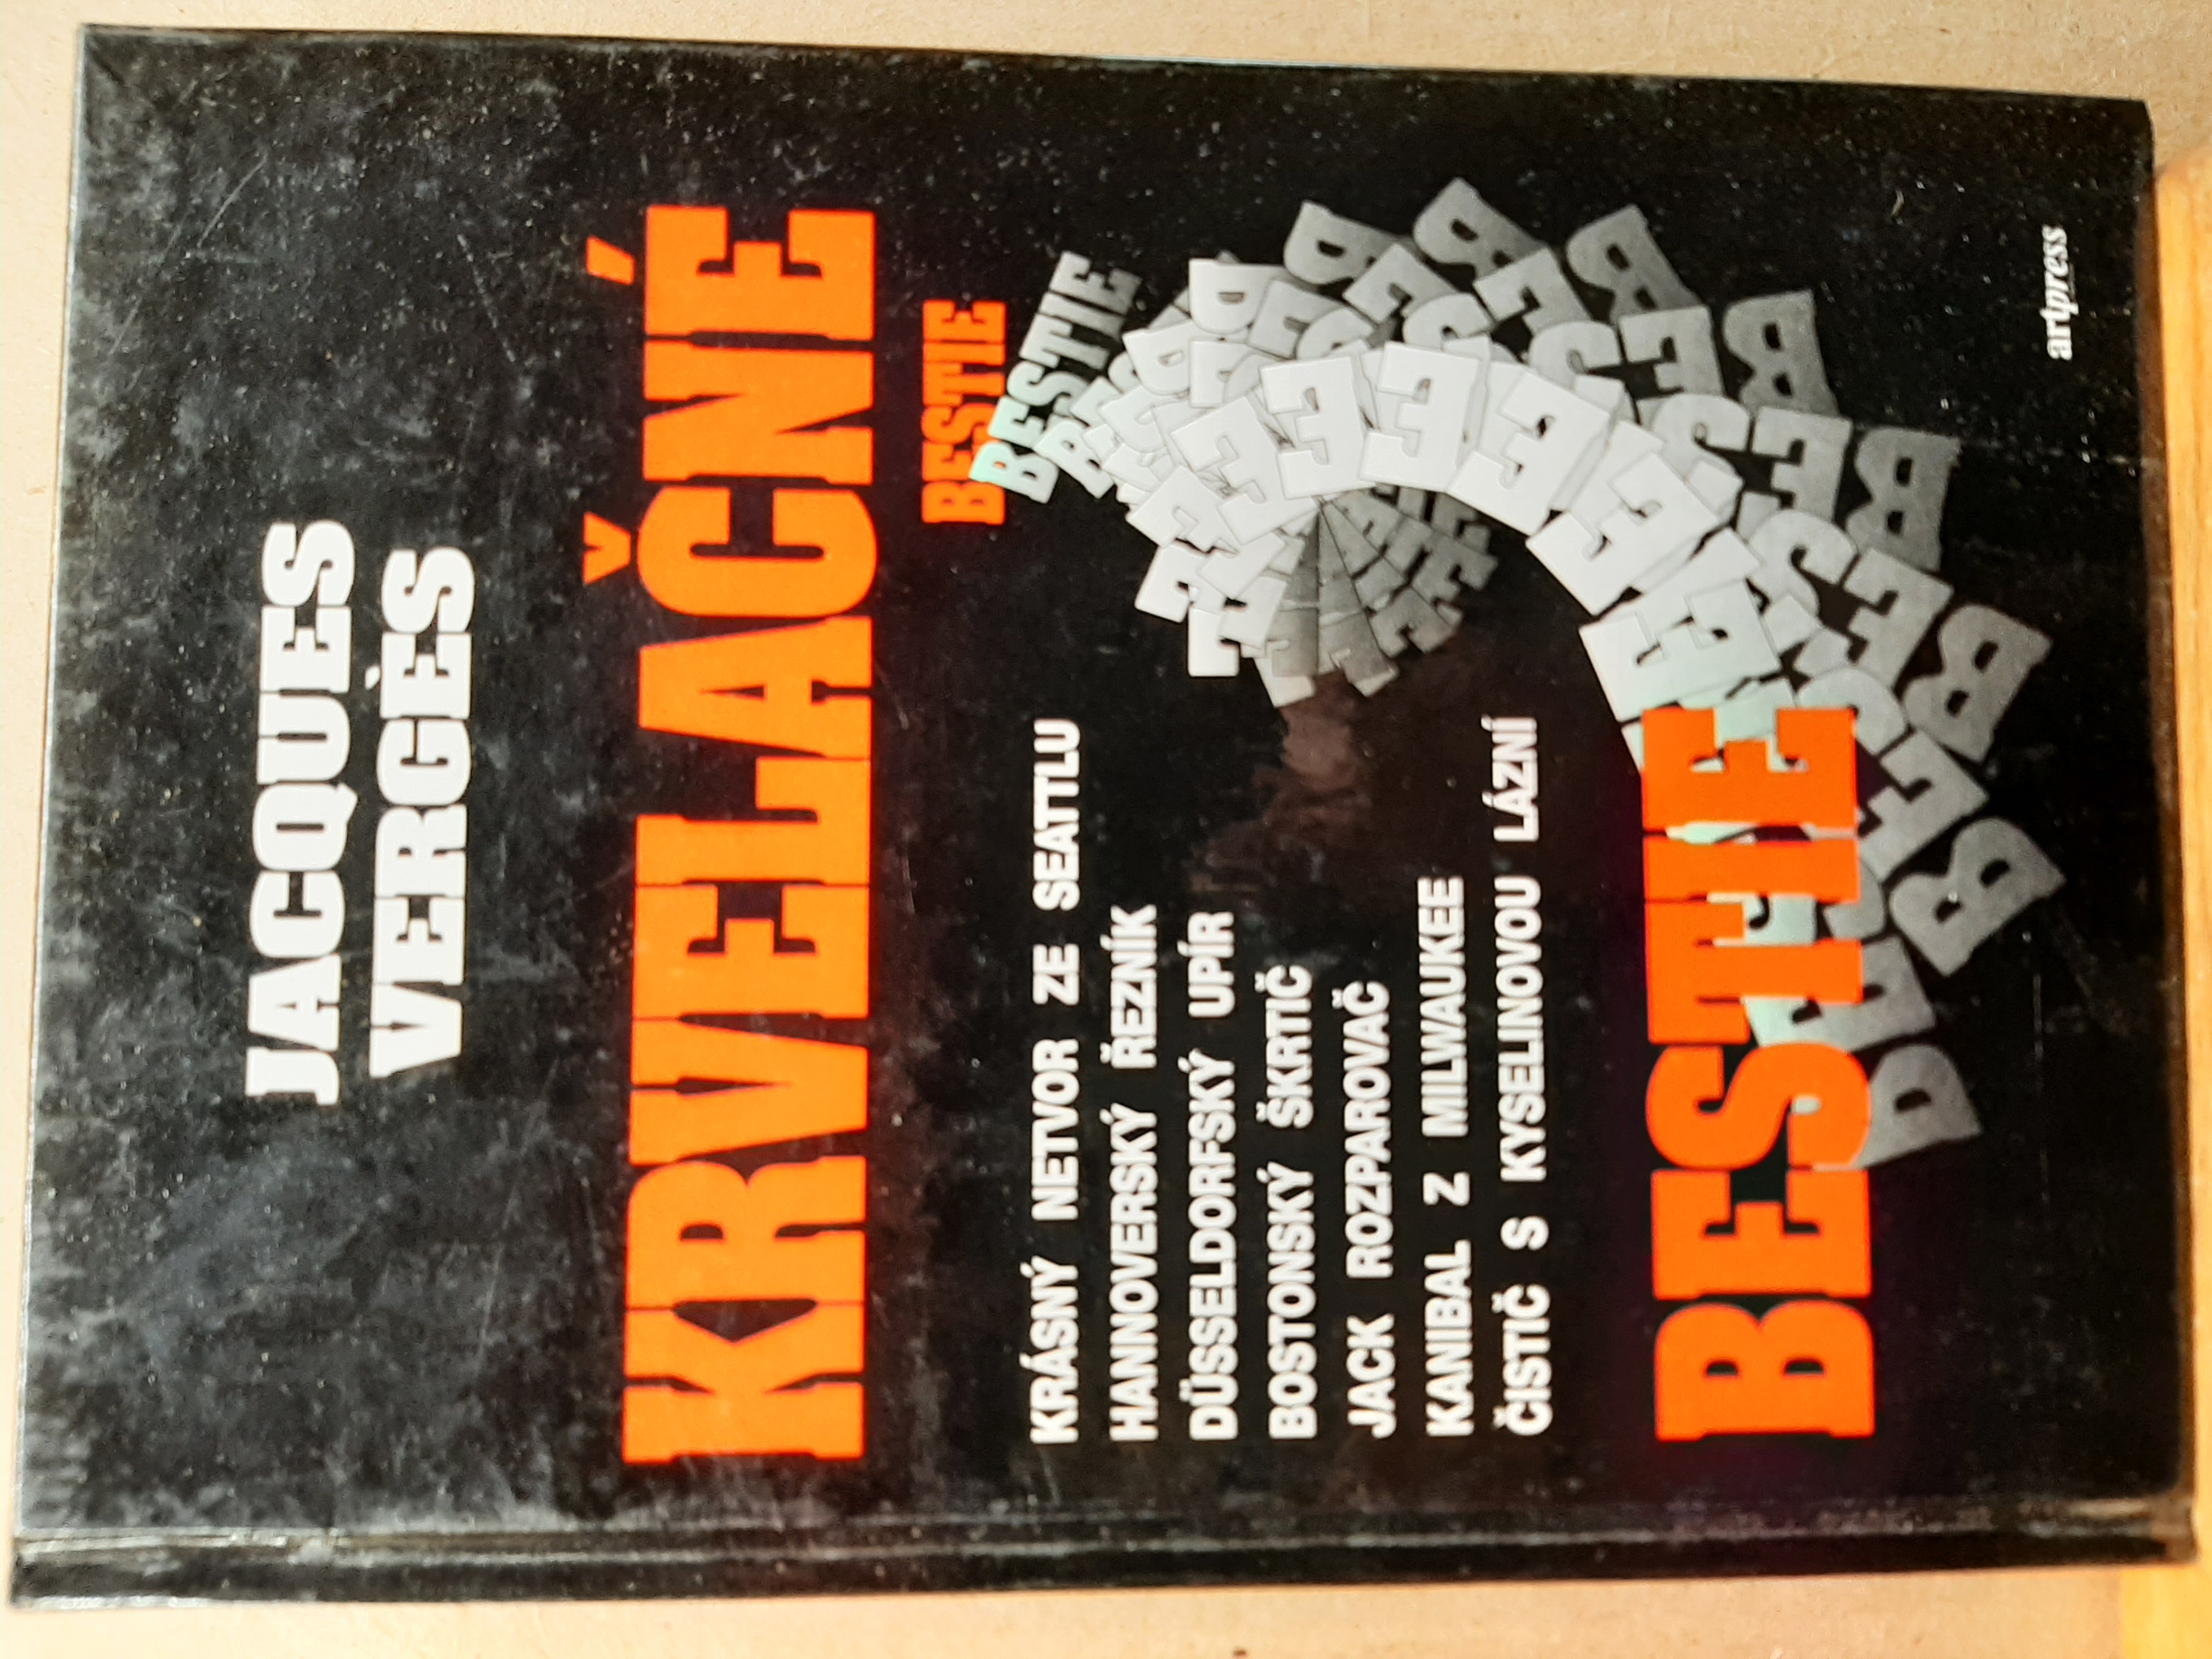 JACQUES
VERGÈS
KRVELAČNÉ
BESTIE
BESTIE
KRÁSNÝ NETVOR ZE SEATTLU
HANNOVERSKÝ ŘEZNÍK
DÜSSELDORFSKÝ UPÍR
BOSTONSKÝ ŠKRTIČ
JACK ROZPAROVAČ
KANIBAL Z MILWAUKEE
ČISTIČ S KYSELINOVOU LÁZNÍ
BESTIE
artpress